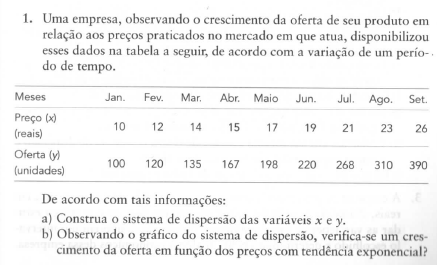 1. Uma empresa, observando o crescimento da oferta de seu produto em
relação aos preços praticados no mercado em que atua, disponibilizou
esses dados na tabela a seguir, de acordo com a variação de um perío-
do de tempo.
Meses Jan. Fev. Mar. Abr. Maio Jun. Jul. Ago. Set.
Preço (x)
(reais) 10 12 14 15 17 19 21 23 26
Oferta (y)
(unidades) 100 120 135 167 198 220 268 310 390
De acordo com tais informações:
a) Construa o sistema de dispersão das variáveis x e y.
b) Observando o gráfico do sistema de dispersão, verifica-se um cres-
cimento da oferta em função dos preços com tendência exponencial?